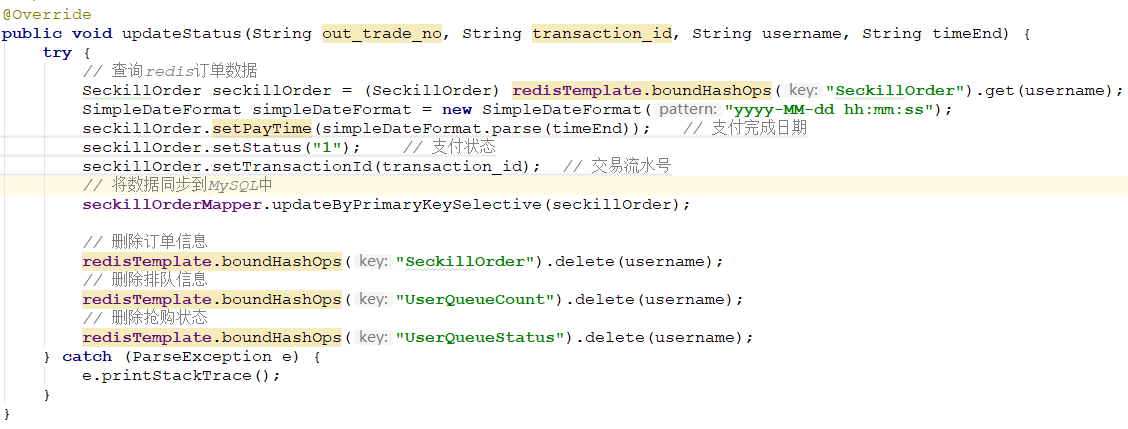 @Override
public void updateStatus(String out_trade_no, String transaction_id, String username, String timeEnd) {
try {
// 查询redis订单数据
SeckillOrder seckillOrder = (SeckillOrder) redisTemplate.boundHashOps( key: "SeckillOrder").get(username);
SimpleDateFormat simpleDateFormat = new SimpleDateFormat( pattern: "yyyy-MM-dd hh:mm:ss");
seckillOrder.setPayTime(simpleDateFormat.parse(timeEnd)); // 支付完成日期
seckillOrder.setStatus("1"); // 支付状态
seckillOrder.setTransactionId(transaction_id); // 交易流水号
// 将数据同步到MySQL中
seckillOrderMapper.updateByPrimaryKeySelective(seckillOrder);
// 删除订单信息
redisTemplate.boundHashOps( key: "SeckillOrder").delete(username);
// 删除排队信息
redisTemplate.boundHashOps( key: "UserQueueCount").delete(username);
// 删除抢购状态
redisTemplate.boundHashOps( key: "UserQueueStatus").delete(username);
} catch (ParseException e) {
e.printStackTrace();
}
}